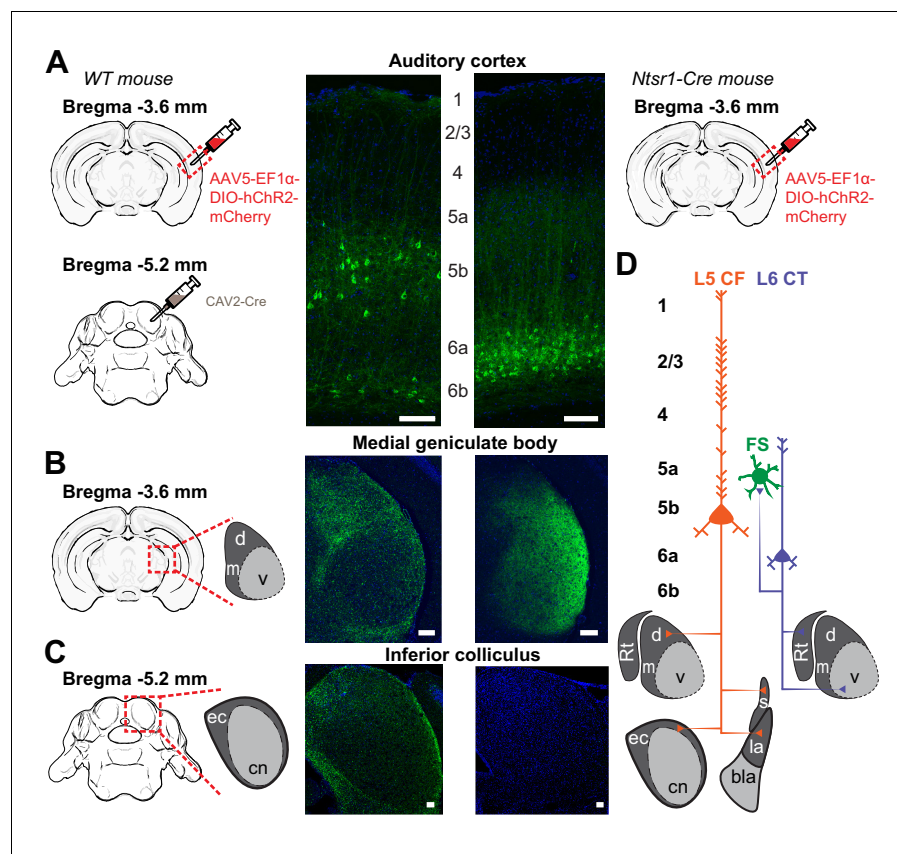 A
WT mouse
Bregma -3.6 mm
AAV5-EF1α-
DIO-hChR2-
mCherry
Bregma -5.2 mm
CAV2-Cre
Auditory cortex
1
2/3
4
5a
5b
6a
6b
Ntsr1-Cre mouse
Bregma -3.6 mm
AAV5-EF1α-
DIO-hChR2-
mCherry
B
Bregma -3.6 mm
d
m
v
Medial geniculate body
C
Bregma -5.2 mm
ec
cn
Inferior colliculus
D
L5 CF L6 CT
1
2/3
4
FS
5a
5b
6a
6b
Rt
d
m
v
Rt
d
m
v
s
la
bla
ec
cn